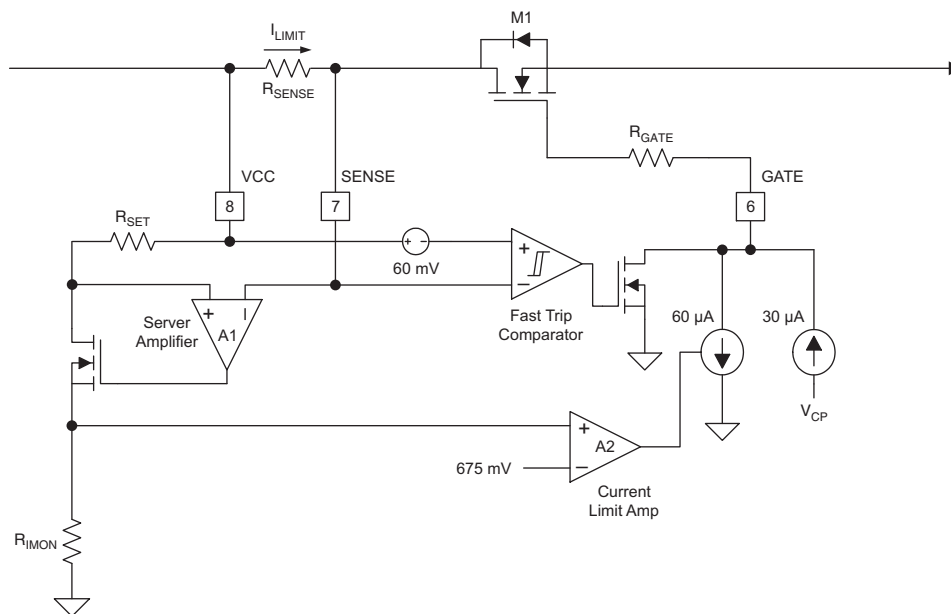 I_LIMIT
M1
R_SENSE
R_GATE
VCC
SENSE
GATE
8
7
6
R_SET
+ -
60 mV
+
−
Fast Trip
Comparator
60 µA
30 µA
V_CP
Server
Amplifier
+
−
A1
+
−
A2
675 mV
Current
Limit Amp
R_IMON